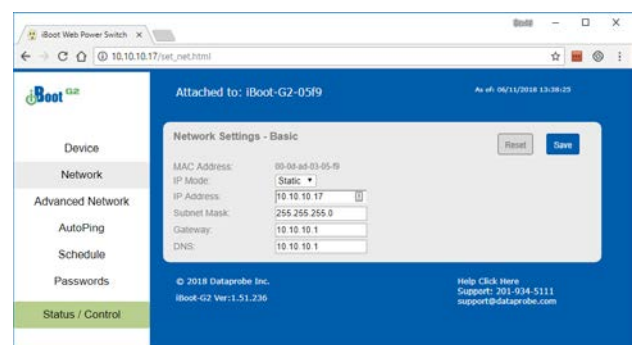 iBoot Web Power Switch
10.10.10.17/set_net.html
iBoot G2
Attached to: iBoot-G2-05f9
As of: 06/11/2018 13:28:25
Device
Network
Advanced Network
AutoPing
Schedule
Passwords
Status / Control
Network Settings - Basic
Reset
Save
MAC Address: 00-0d-ad-03-05-f9
IP Mode: Static
IP Address: 10.10.10.17
Subnet Mask: 255.255.255.0
Gateway: 10.10.10.1
DNS: 10.10.10.1
© 2018 Dataprobe Inc.
iBoot-G2 Ver:1.51.236
Help Click Here
Support: 201-934-5111
support@dataprobe.com